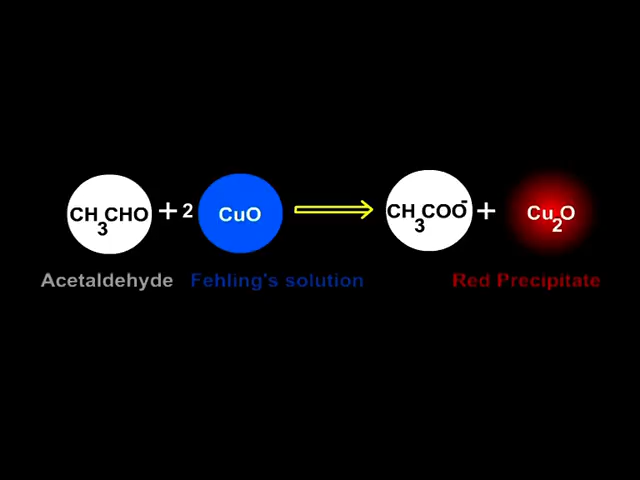 CH3CHO + 2 CuO ⇒ CH3COO- + Cu2O
Acetaldehyde Fehling's solution Red Precipitate